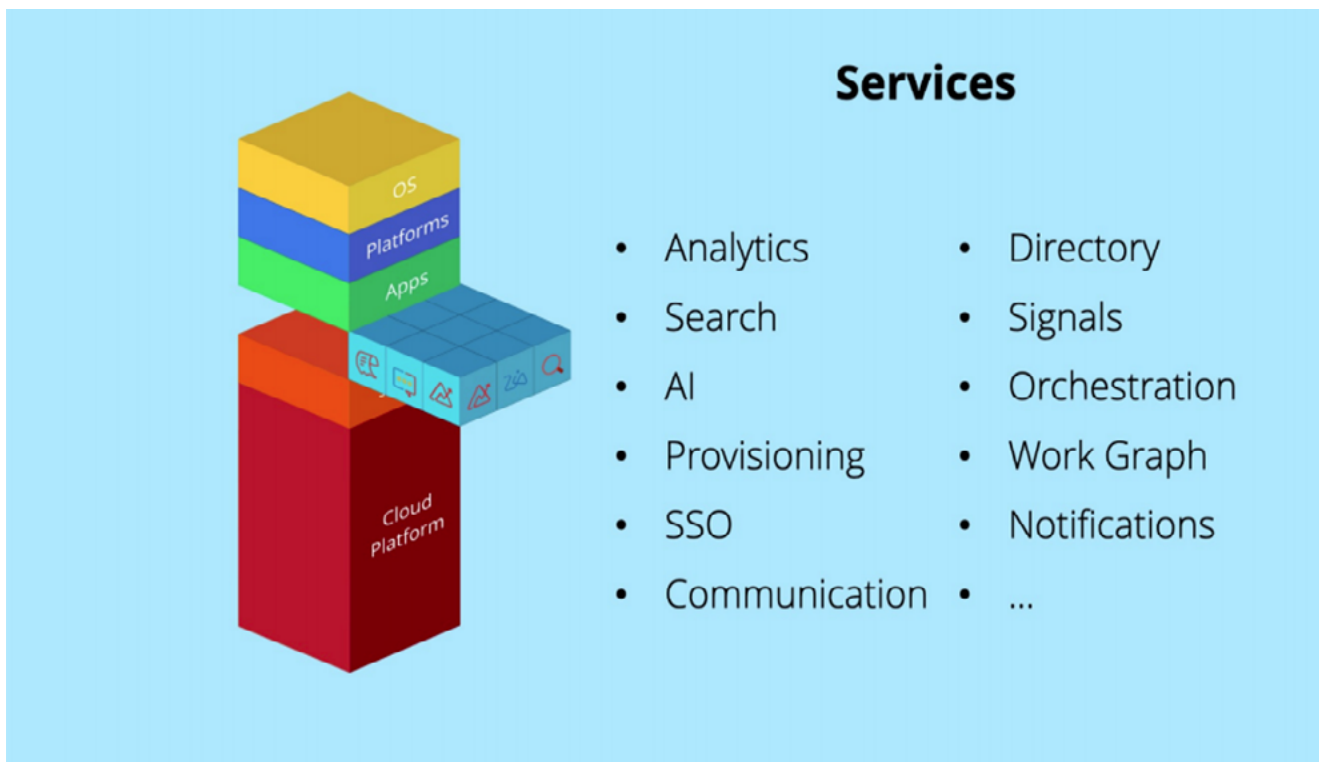 Services
OS
Platforms
Apps
Cloud
Platform
• Analytics
• Search
• AI
• Provisioning
• SSO
• Communication
• Directory
• Signals
• Orchestration
• Work Graph
• Notifications
• ...